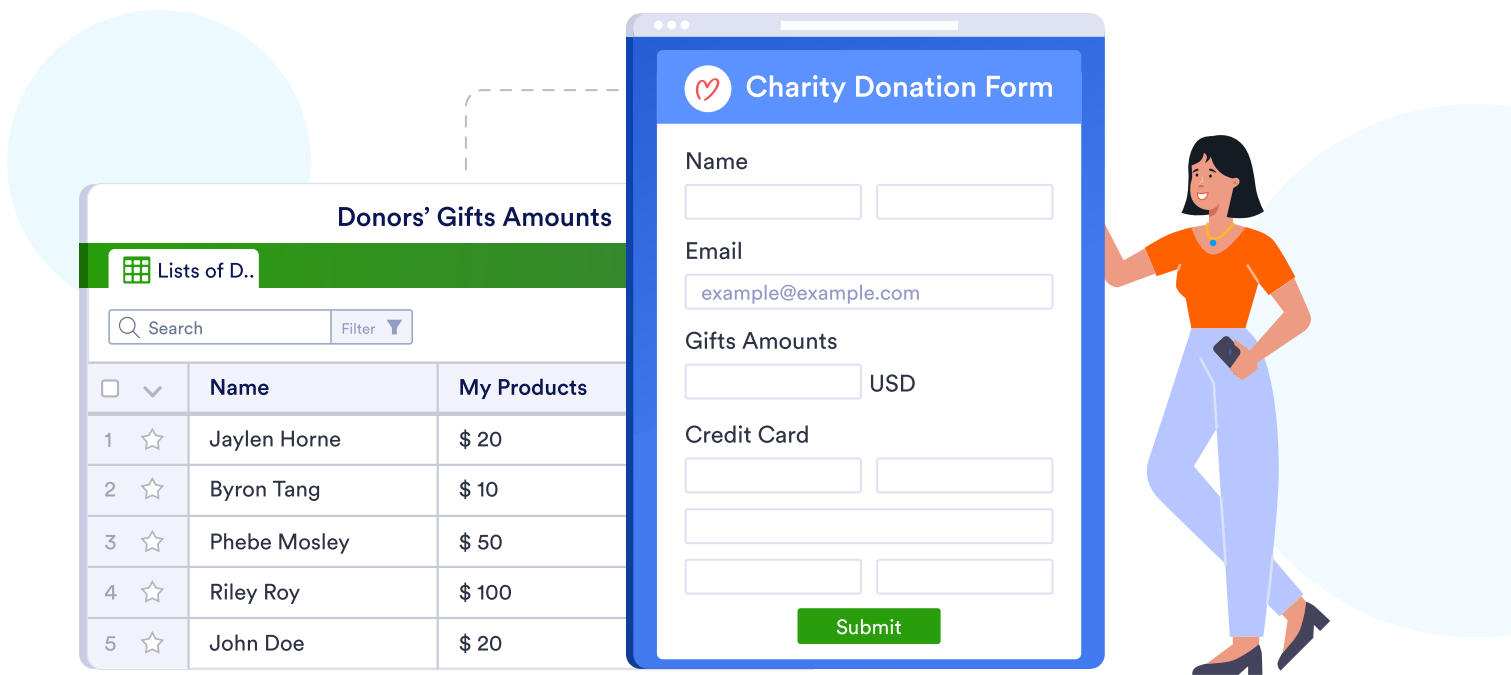 Donors’ Gifts Amounts
Lists of D..
Search
Filter
Name
My Products
1
Jaylen Horne
$ 20
2
Byron Tang
$ 10
3
Phebe Mosley
$ 50
4
Riley Roy
$ 100
5
John Doe
$ 20
Charity Donation Form
Name
Email
example@example.com
Gifts Amounts
USD
Credit Card
Submit